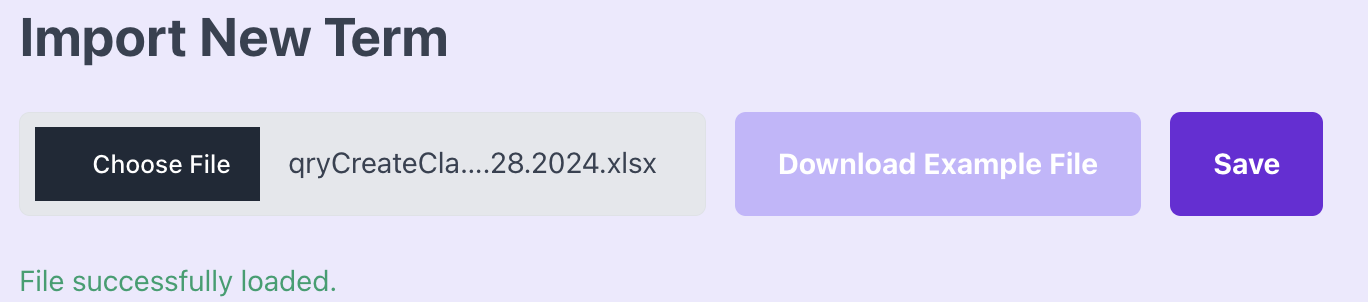 Import New Term
Choose File qryCreateCla....28.2024.xlsx Download Example File Save
File successfully loaded.